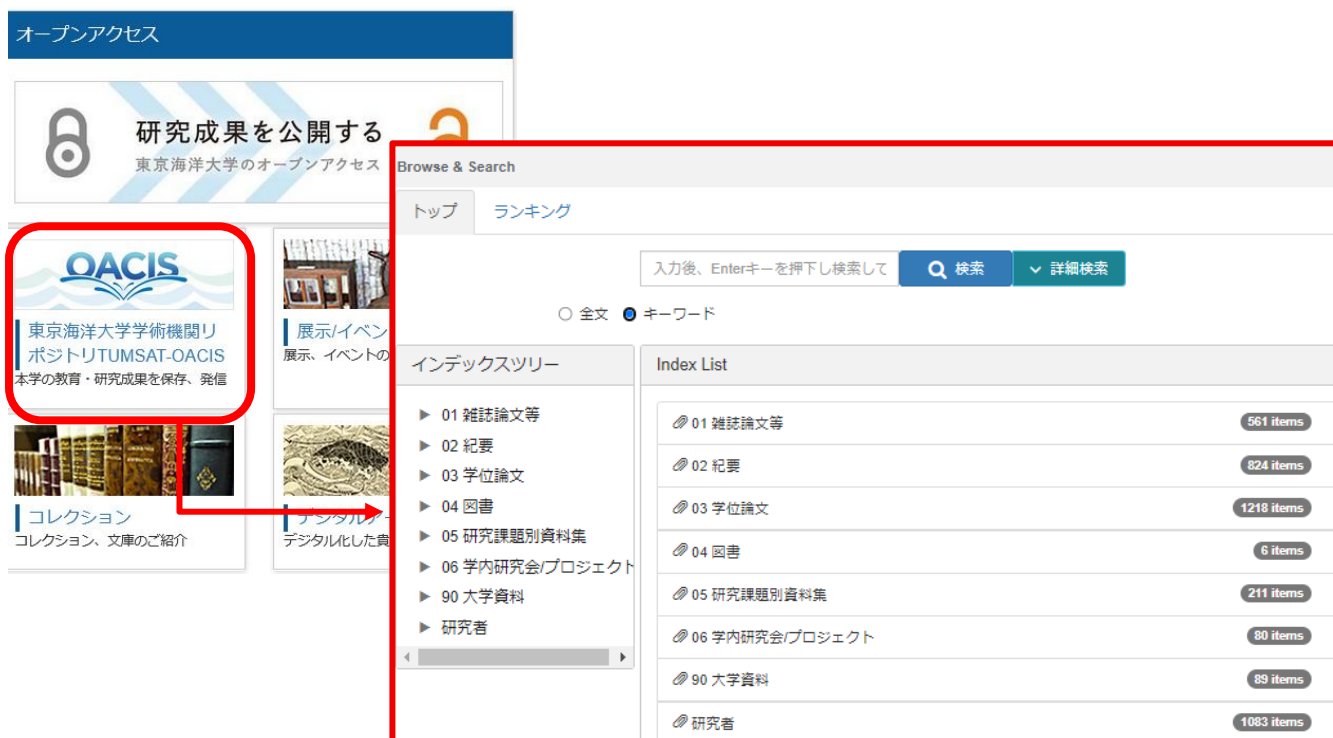 オープンアクセス
研究成果を公開する
東京海洋大学のオープンアクセス
OACIS
東京海洋大学学術機関リ
ポジトリTUMSAT-OACIS
本学の教育・研究成果を保存、発信
展示/イベン
展示、イベントの
コレクション
コレクション、文庫のご紹介
デジタルアー
デジタル化した貴
Browse & Search
トップ
ランキング
入力後、Enterキーを押下し検索して
検索
詳細検索
全文
キーワード
インデックスツリー
01 雑誌論文等
02 紀要
03 学位論文
04 図書
05 研究課題別資料集
06 学内研究会/プロジェクト
90 大学資料
研究者
Index List
01 雑誌論文等 561 items
02 紀要 824 items
03 学位論文 1218 items
04 図書 6 items
05 研究課題別資料集 211 items
06 学内研究会/プロジェクト 80 items
90 大学資料 89 items
研究者 1083 items